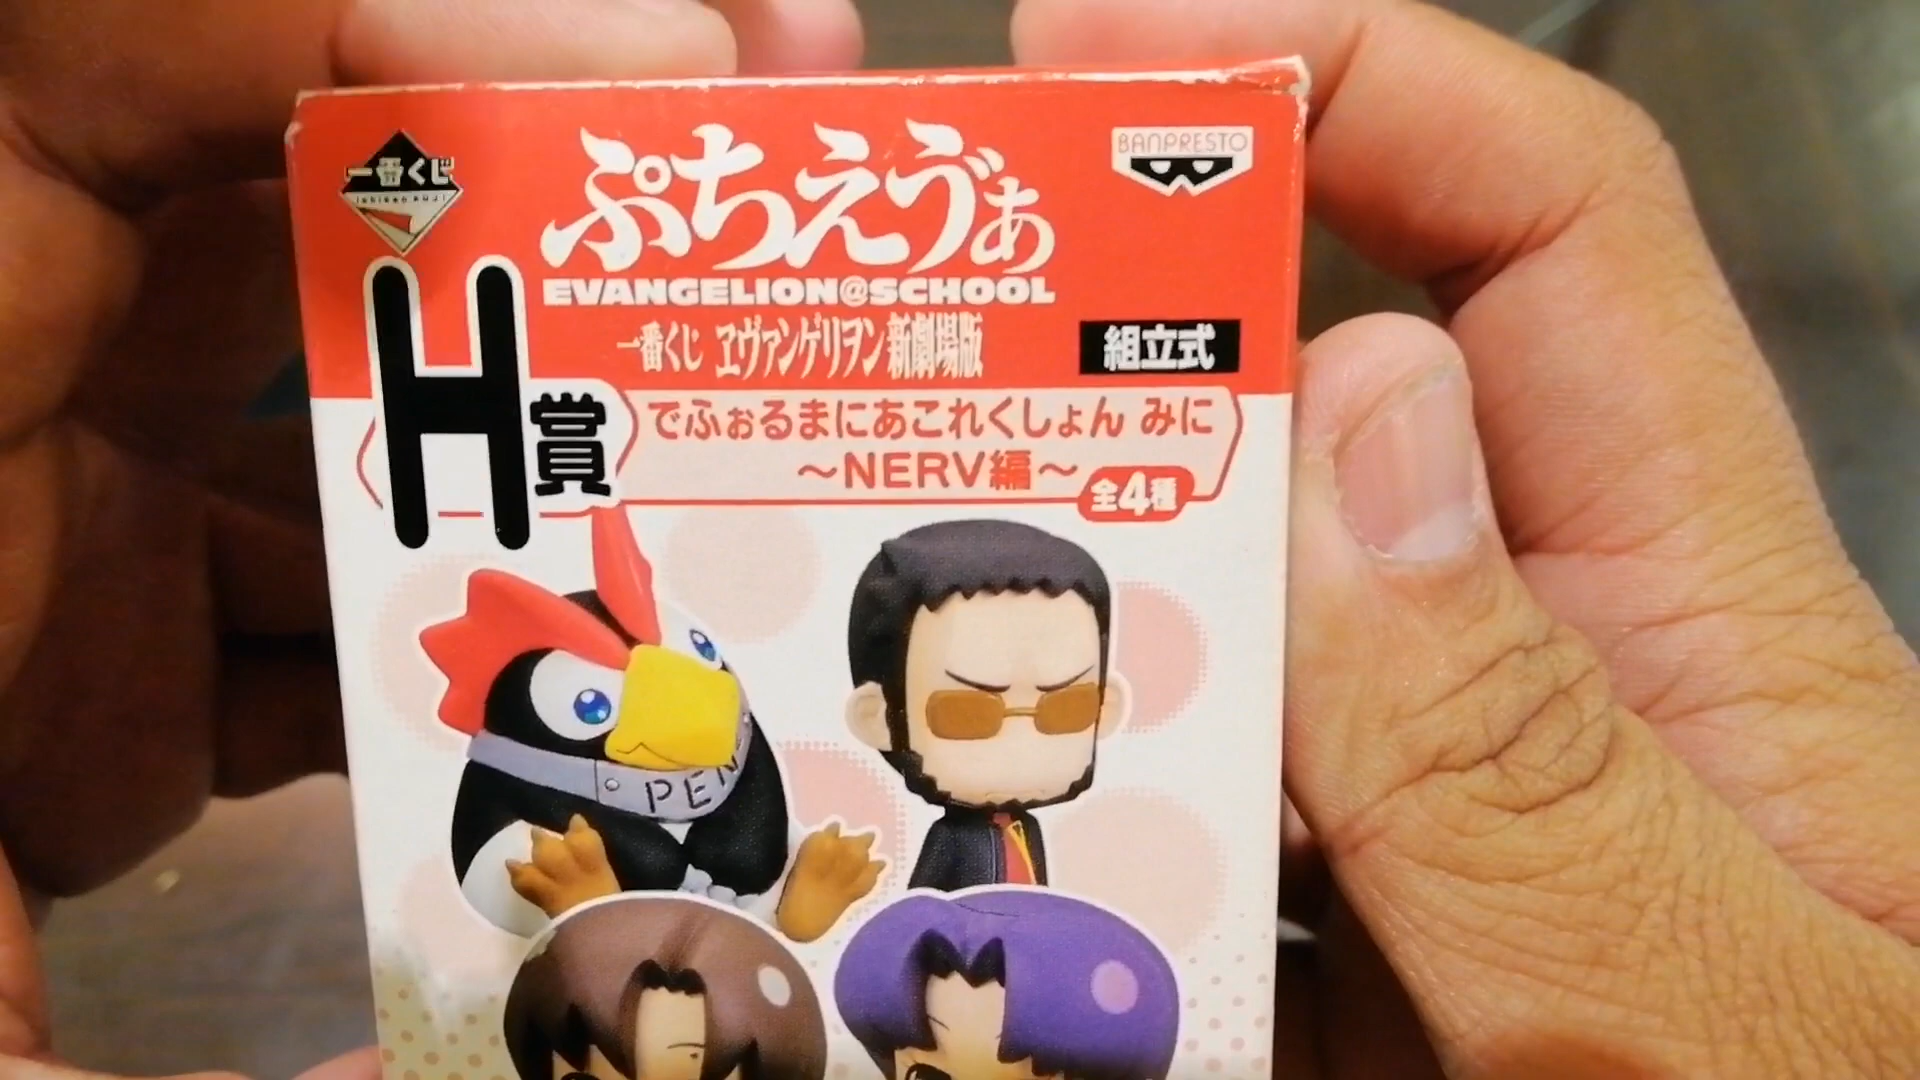 一番くじ
ICHIBAN KUJI
BANPRESTO
ぷちえゔぁ
EVANGELION@SCHOOL
一番くじ ヱヴァンゲリヲン新劇場版
組立式
H賞
でふぉるまにあこれくしょん みに
～NERV編～
全4種
PEN